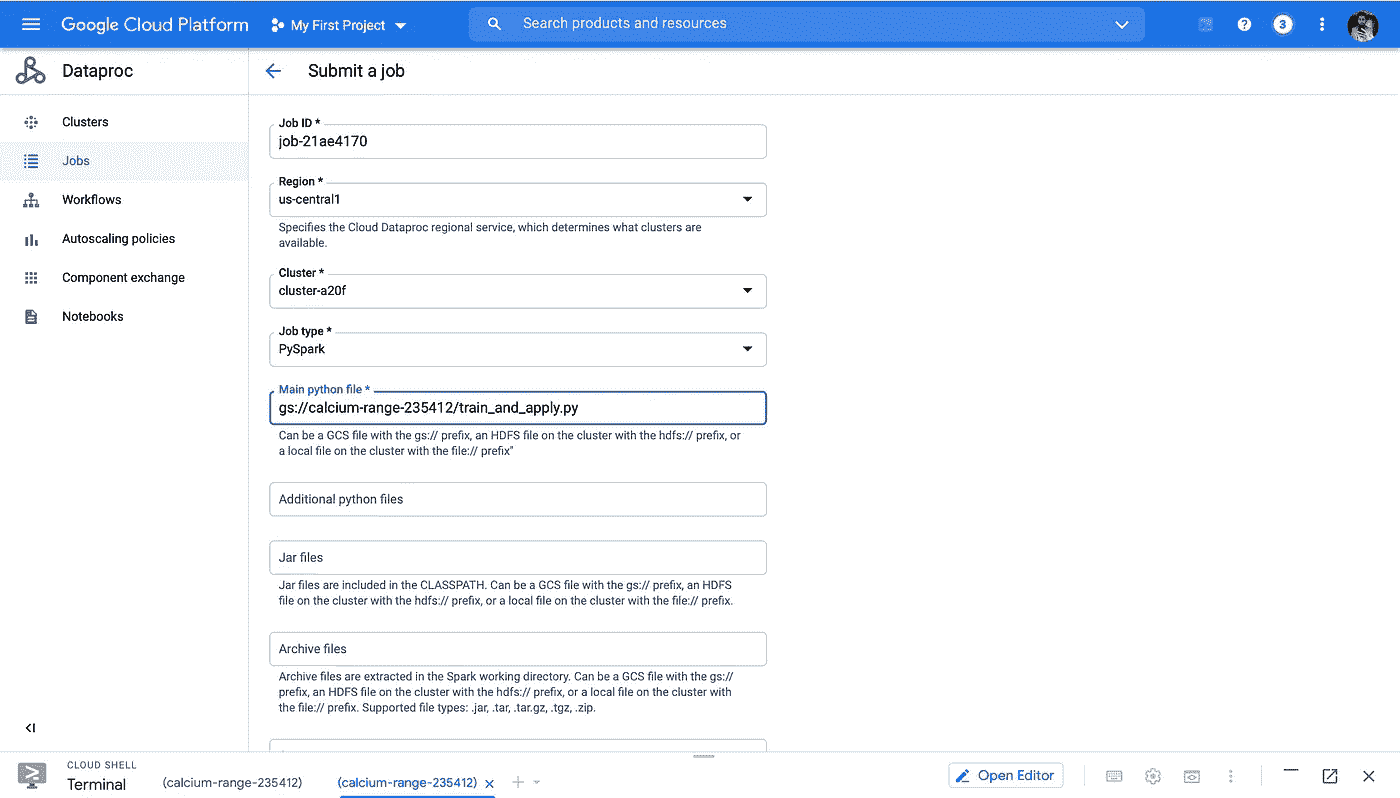 Google Cloud Platform
My First Project
Search products and resources
3
Dataproc
Submit a job
Clusters
Jobs
Workflows
Autoscaling policies
Component exchange
Notebooks
Job ID *
job-21ae4170
Region *
us-central1
Specifies the Cloud Dataproc regional service, which determines what clusters are
available.
Cluster *
cluster-a20f
Job type *
PySpark
Main python file *
gs://calcium-range-235412/train_and_apply.py
Can be a GCS file with the gs:// prefix, an HDFS file on the cluster with the hdfs:// prefix, or
a local file on the cluster with the file:// prefix"
Additional python files
Jar files
Jar files are included in the CLASSPATH. Can be a GCS file with the gs:// prefix, an HDFS
file on the cluster with the hdfs:// prefix, or a local file on the cluster with the file:// prefix.
Archive files
Archive files are extracted in the Spark working directory. Can be a GCS file with the gs://
prefix, an HDFS file on the cluster with the hdfs:// prefix, or a local file on the cluster with
the file:// prefix. Supported file types: .jar, .tar, .tar.gz, .tgz, .zip.
CLOUD SHELL
Terminal
(calcium-range-235412)
(calcium-range-235412)
Open Editor